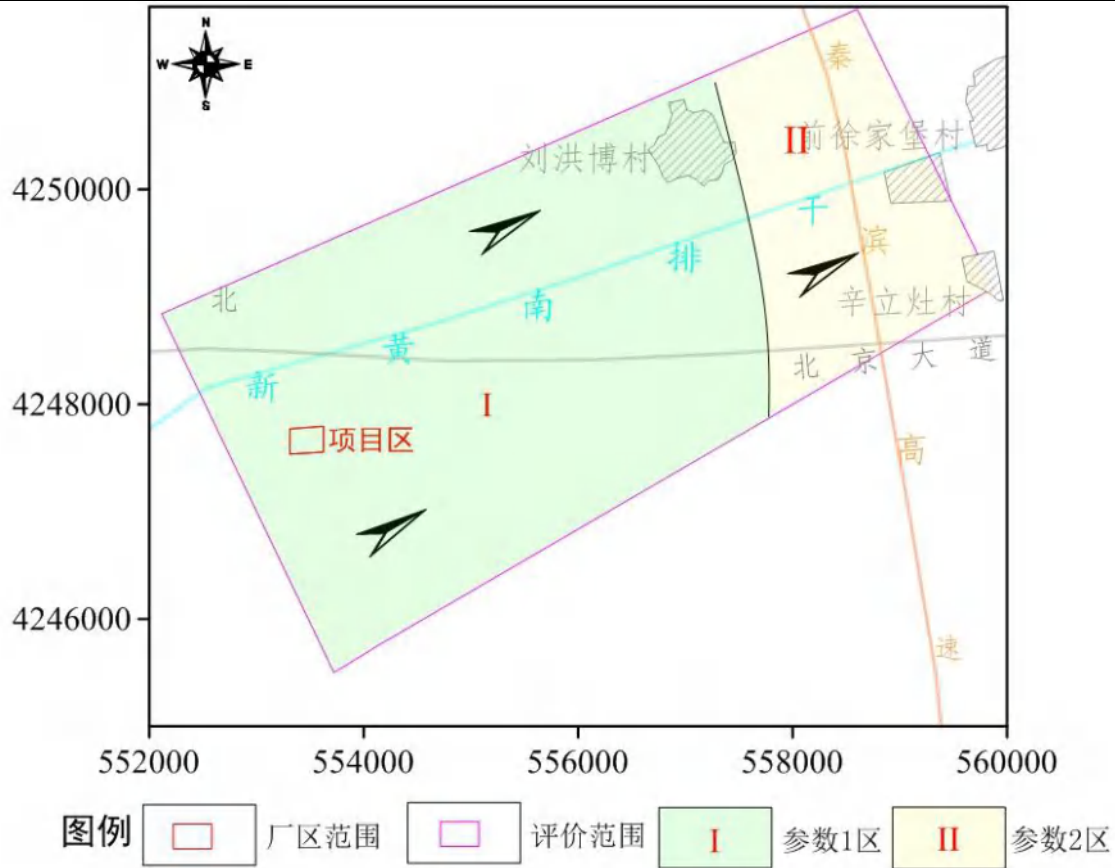 N
W E
S
秦
II
前徐家堡村
刘洪博村
4250000
干
滨
排
北
南
辛立灶村
黄
北京大道
新
I
4248000
项目区
高
4246000
速
552000 554000 556000 558000 560000
图例 厂区范围 评价范围 I 参数1区 II 参数2区